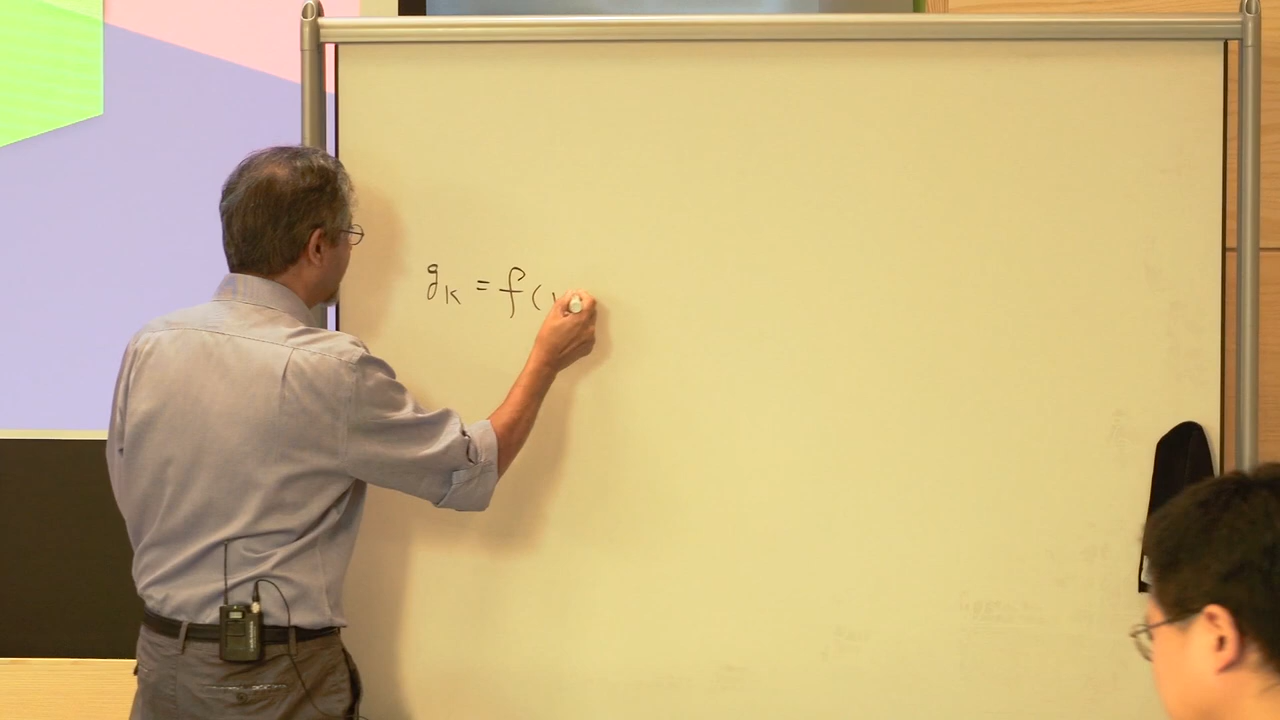 g_k = f(